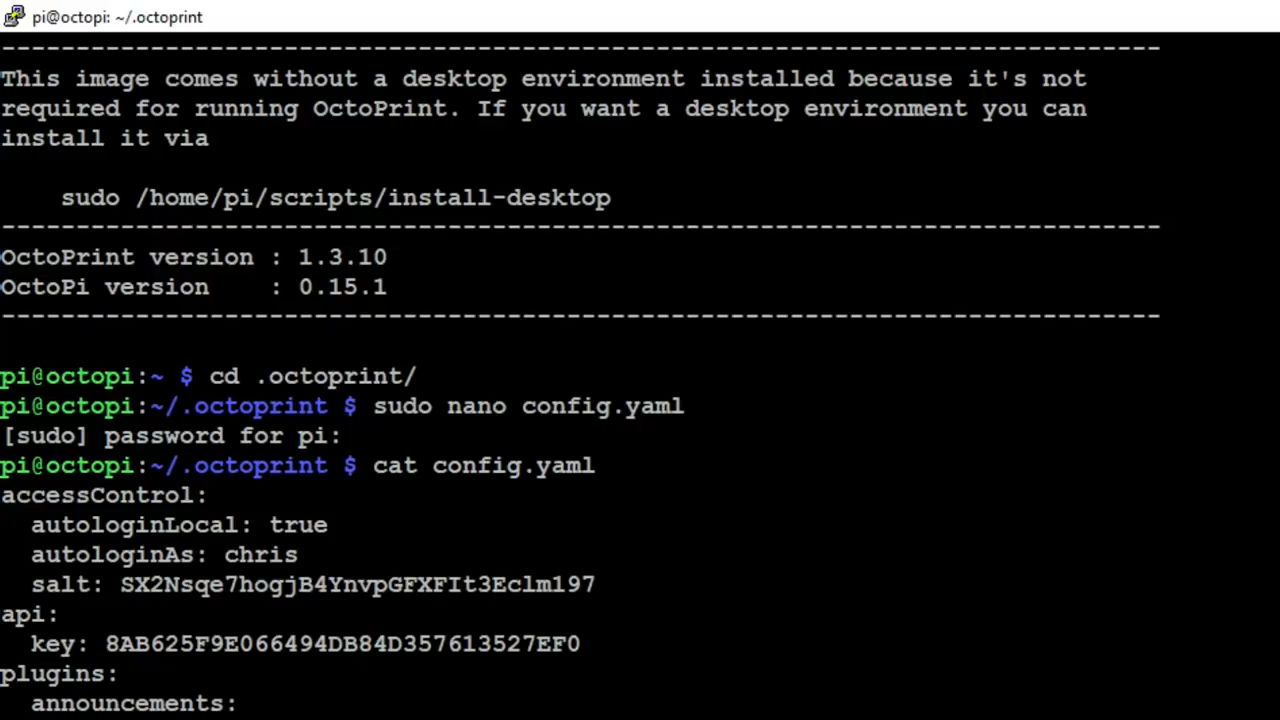 pi@octopi: ~/.octoprint
------------------------------------------------------------------------------
This image comes without a desktop environment installed because it's not
required for running OctoPrint. If you want a desktop environment you can
install it via
sudo /home/pi/scripts/install-desktop
------------------------------------------------------------------------------
OctoPrint version : 1.3.10
OctoPi version    : 0.15.1
------------------------------------------------------------------------------
pi@octopi:~ $ cd .octoprint/
pi@octopi:~/.octoprint $ sudo nano config.yaml
[sudo] password for pi:
pi@octopi:~/.octoprint $ cat config.yaml
accessControl:
  autologinLocal: true
  autologinAs: chris
  salt: SX2Nsqe7hogjB4YnvpGFXFIt3Eclm197
api:
  key: 8AB625F9E066494DB84D357613527EF0
plugins:
  announcements: